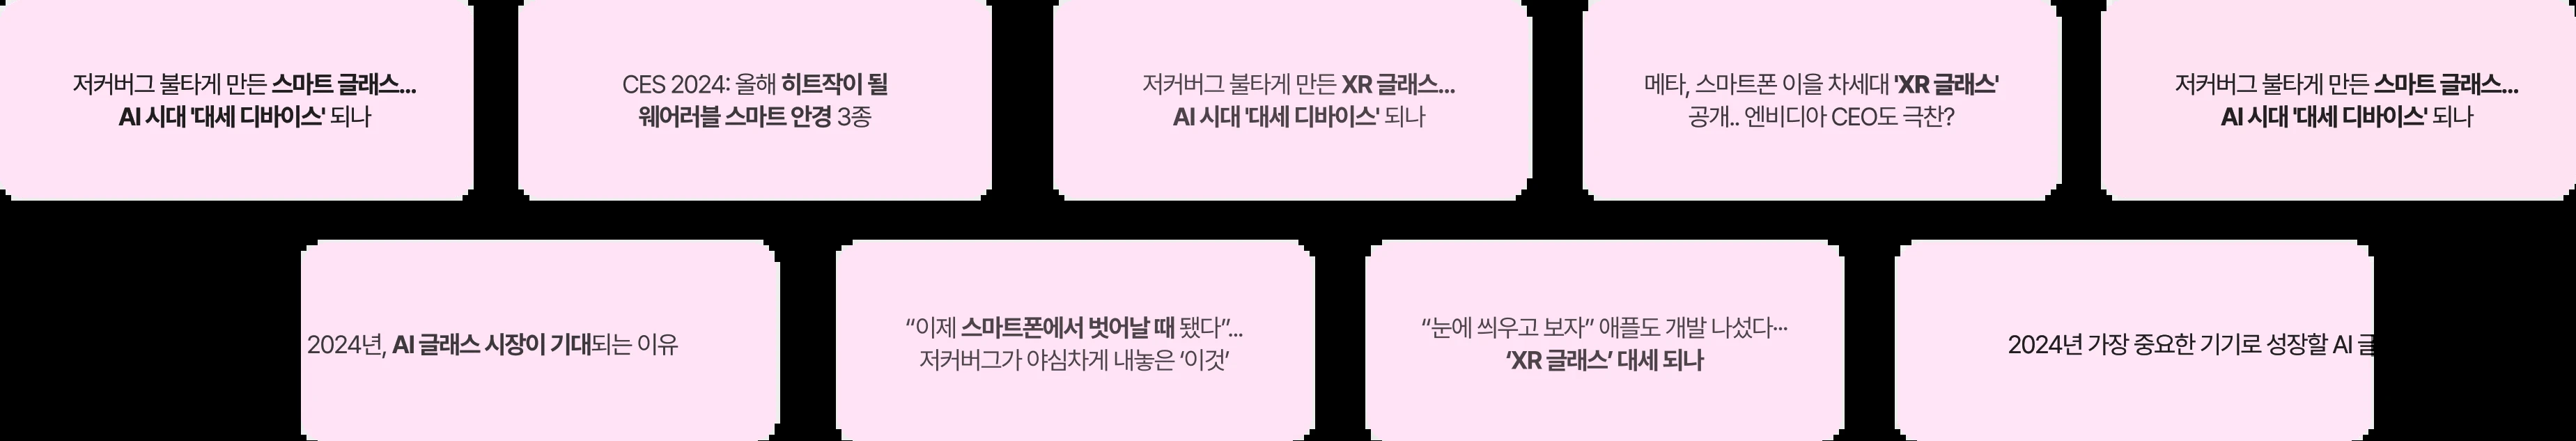 저커버그 불타게 만든 스마트 글래스...
AI 시대 '대세 디바이스' 되나
CES 2024: 올해 히트작이 될
웨어러블 스마트 안경 3종
저커버그 불타게 만든 XR 글래스...
AI 시대 '대세 디바이스' 되나
메타, 스마트폰 이을 차세대 'XR 글래스'
공개.. 엔비디아 CEO도 극찬?
저커버그 불타게 만든 스마트 글래스...
AI 시대 '대세 디바이스' 되나
2024년, AI 글래스 시장이 기대되는 이유
“이제 스마트폰에서 벗어날 때 됐다”...
저커버그가 야심차게 내놓은 ‘이것’
“눈에 씌우고 보자” 애플도 개발 나섰다…
‘XR 글래스’ 대세 되나
2024년 가장 중요한 기기로 성장할 AI